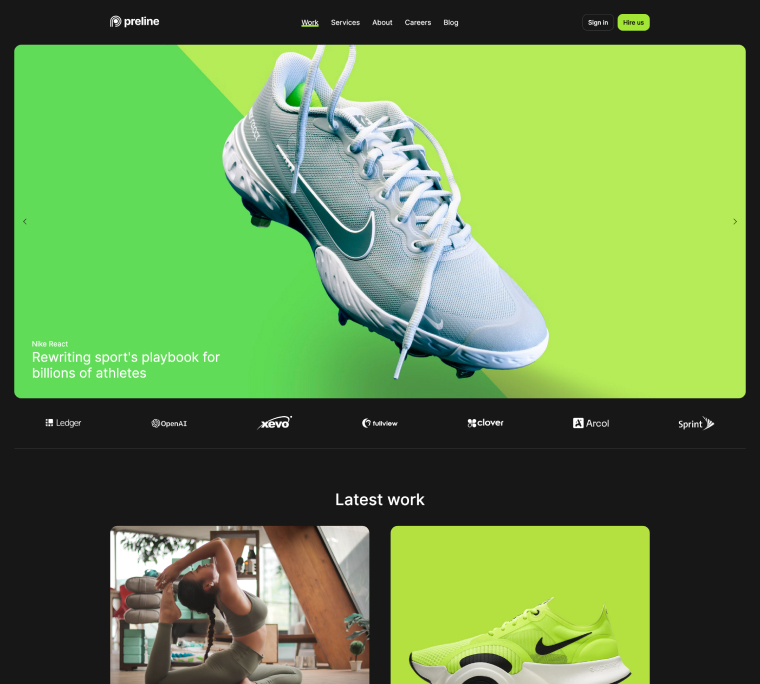 preline
Work
Services
About
Careers
Blog
Sign in
Hire us
Nike React
Rewriting sport's playbook for
billions of athletes
Ledger
OpenAI
xevo
fullview
clover
Arcol
Sprint
Latest work